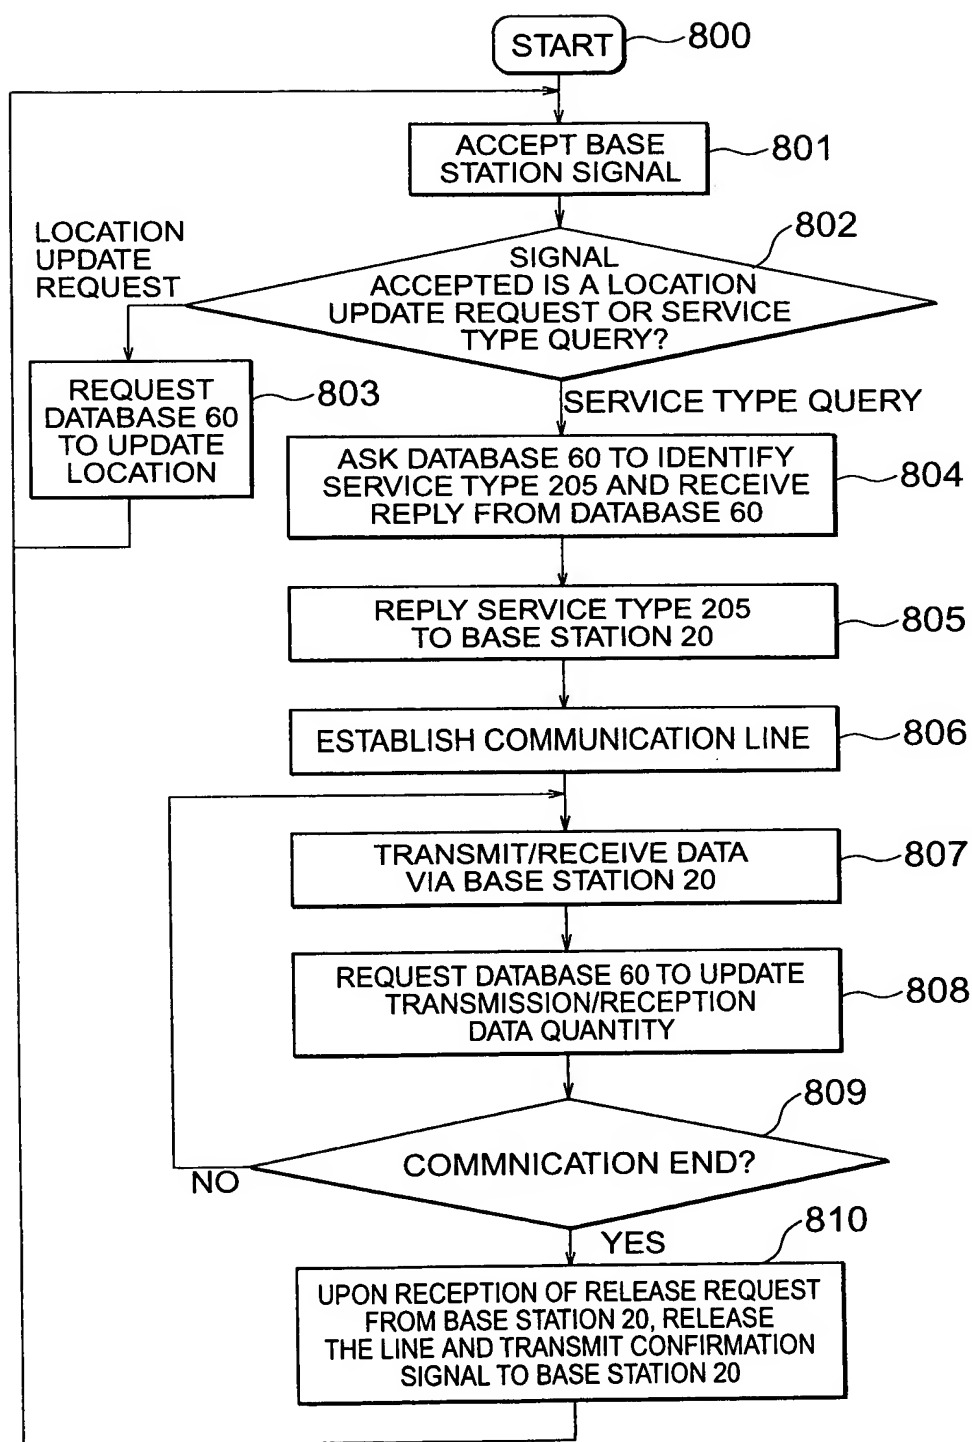 START
800
ACCEPT BASE
STATION SIGNAL
801
LOCATION
UPDATE
REQUEST
802
SIGNAL
ACCEPTED IS A LOCATION
UPDATE REQUEST OR SERVICE
TYPE QUERY?
REQUEST
DATABASE 60
TO UPDATE
LOCATION
803
SERVICE TYPE QUERY
ASK DATABASE 60 TO IDENTIFY
SERVICE TYPE 205 AND RECEIVE
REPLY FROM DATABASE 60
804
REPLY SERVICE TYPE 205
TO BASE STATION 20
805
ESTABLISH COMMUNICATION LINE
806
TRANSMIT/RECEIVE DATA
VIA BASE STATION 20
807
REQUEST DATABASE 60 TO UPDATE
TRANSMISSION/RECEPTION
DATA QUANTITY
808
809
COMMNICATION END?
NO
YES
810
UPON RECEPTION OF RELEASE REQUEST
FROM BASE STATION 20, RELEASE
THE LINE AND TRANSMIT CONFIRMATION
SIGNAL TO BASE STATION 20